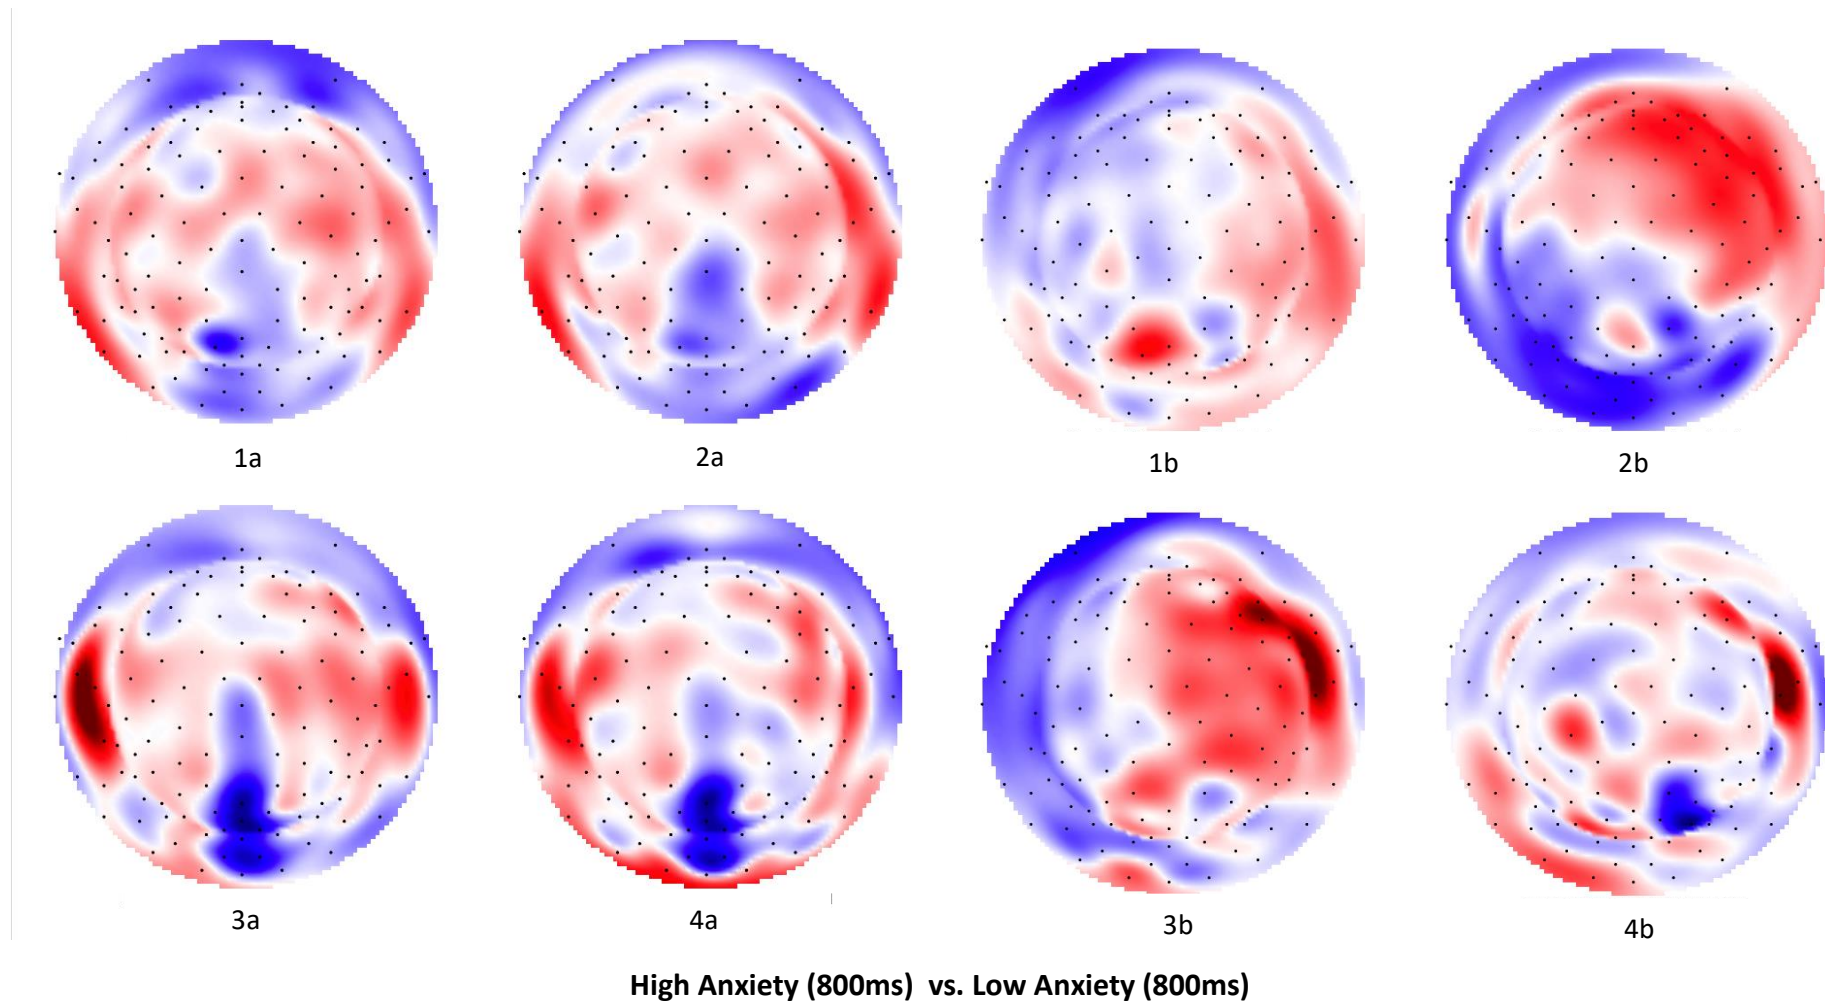 1a
2a
1b
2b
3a
4a
3b
4b
High Anxiety (800ms) vs. Low Anxiety (800ms)